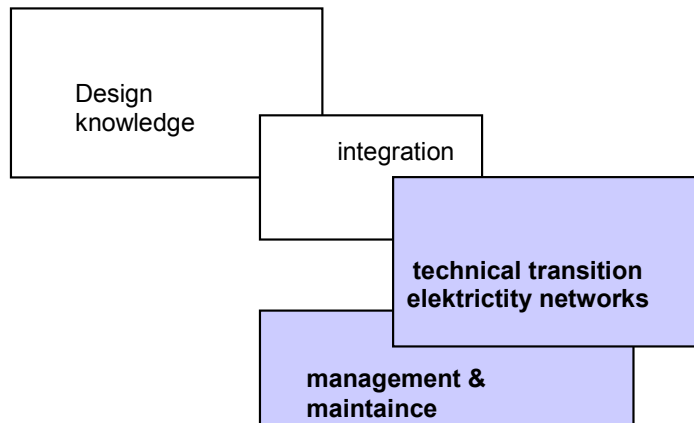 Design
knowledge
integration
technical transition
elektrictity networks
management &
maintaince